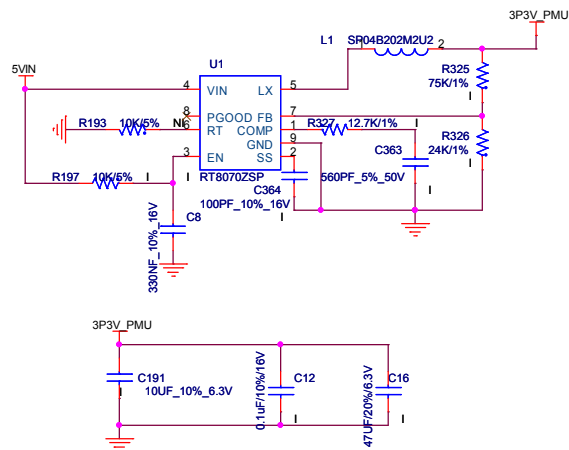 3P3V_PMU
L1 SP04B202M2U2
1 2
U1
5VIN
R325
75K/1%
I
4 VIN LX 5
8 PGOOD FB 7
R193 10K/5% NI
6 RT COMP 1
R327 12.7K/1%
I
GND 9
R326
24K/1%
I
3 EN SS 2
C363
560PF_5%_50V
I
R197 10K/5% I
I RT8070ZSP
C364
100PF_10%_16V
I
C8
330NF_10%_16V
3P3V_PMU
C191
10UF_10%_6.3V
I
C12
0.1uF/10%/16V
I
C16
47UF/20%/6.3V
I